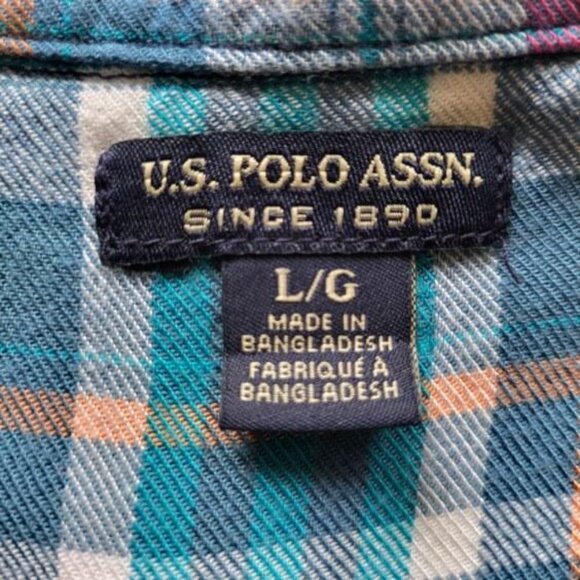 U.S. POLO ASSN.
SINCE 1890
L/G
MADE IN
BANGLADESH
FABRIQUÉ À
BANGLADESH